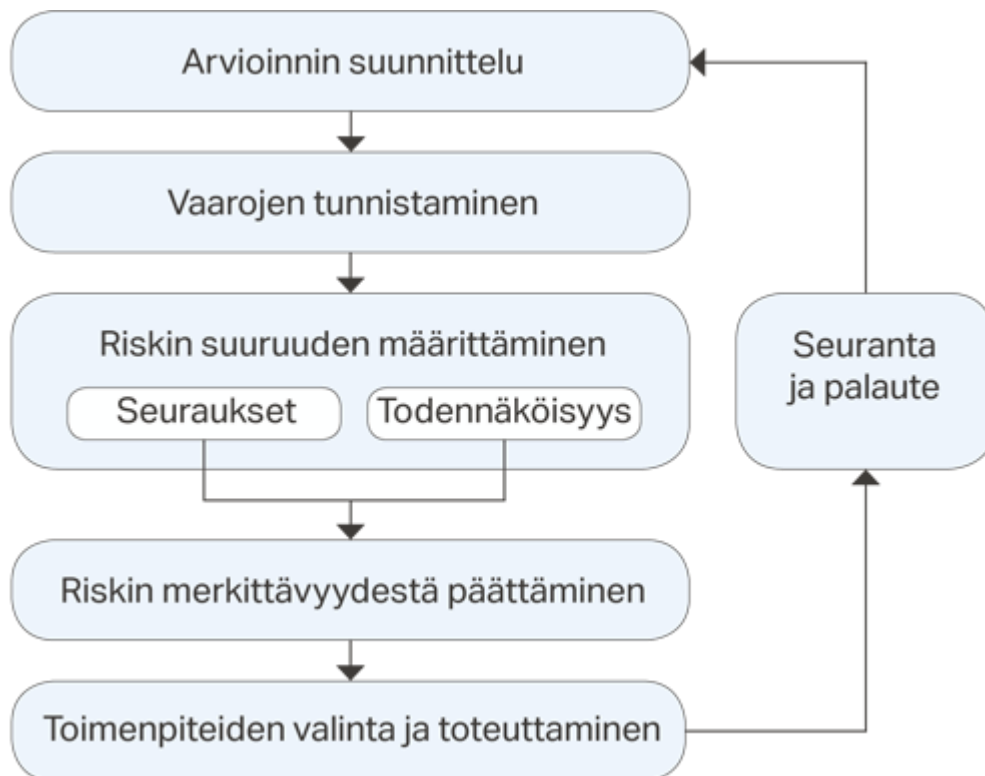 Arvioinnin suunnittelu
Vaarojen tunnistaminen
Riskin suuruuden määrittäminen
Seuraukset
Todennäköisyys
Riskin merkittävyydestä päättäminen
Toimenpiteiden valinta ja toteuttaminen
Seuranta
ja palaute